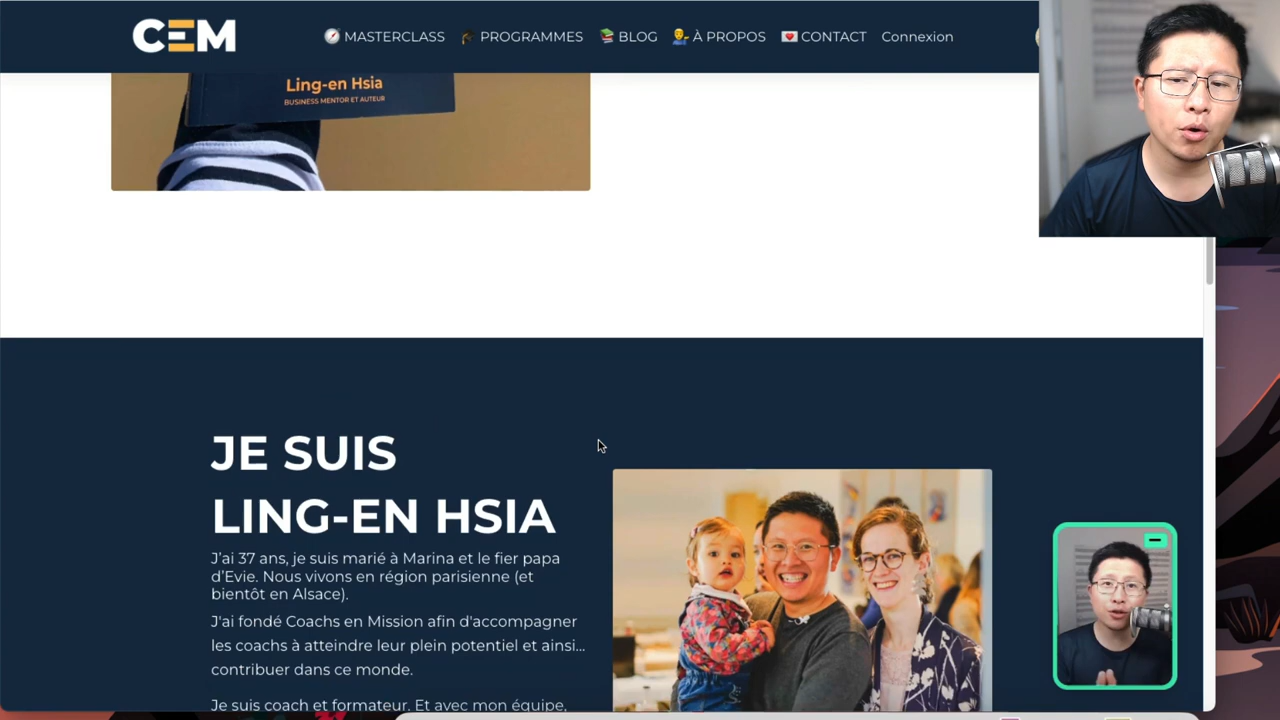 CEM
🧭 MASTERCLASS 🎓 PROGRAMMES 📚 BLOG 💁‍♂️ À PROPOS 💌 CONTACT Connexion
Ling-en Hsia
BUSINESS MENTOR ET AUTEUR
JE SUIS
LING-EN HSIA
J'ai 37 ans, je suis marié à Marina et le fier papa
d'Evie. Nous vivons en région parisienne (et
bientôt en Alsace).
J'ai fondé Coachs en Mission afin d'accompagner
les coachs à atteindre leur plein potentiel et ainsi...
contribuer dans ce monde.
Je suis coach et formateur. Et avec mon équipe,